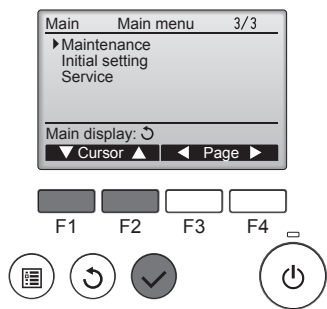 Main Main menu 3/3
Maintenance
Initial setting
Service
Main display:
Cursor Page
F1 F2 F3 F4